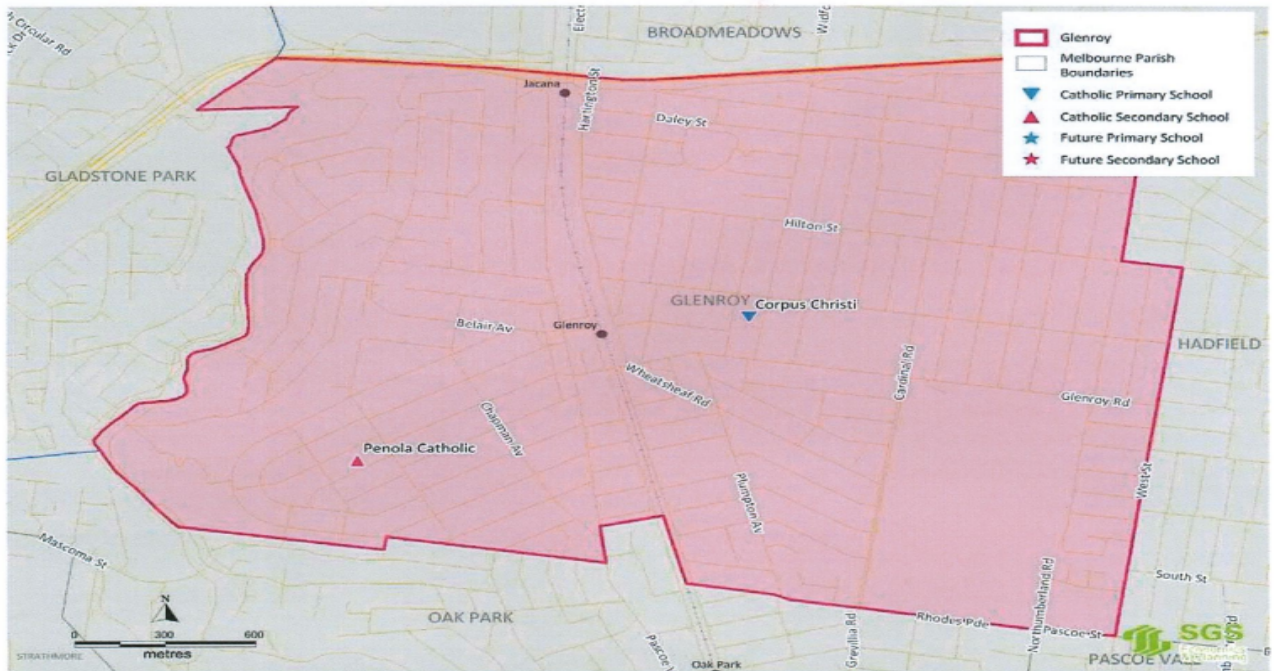 h Circular Rd
BROADMEADOWS
Glenroy
Melbourne Parish
Boundaries
Catholic Primary School
Catholic Secondary School
Future Primary School
Future Secondary School
Jacana
Hartington St
Daley St
GLADSTONE PARK
Hilton St
GLENROY
Corpus Christi
Belair Av
Glenroy
HADFIELD
Wheatsheaf Rd
Cardinal Rd
Glenroy Rd
Chapman Av
Penola Catholic
Plumpton Av
West St
Mascoma St
South St
OAK PARK
Northumberland Rd
Rhodes Pde
Pascoe St
Grevillia Rd
N
0 300 600
metres
STRATHMORE
Oak Park
SGS